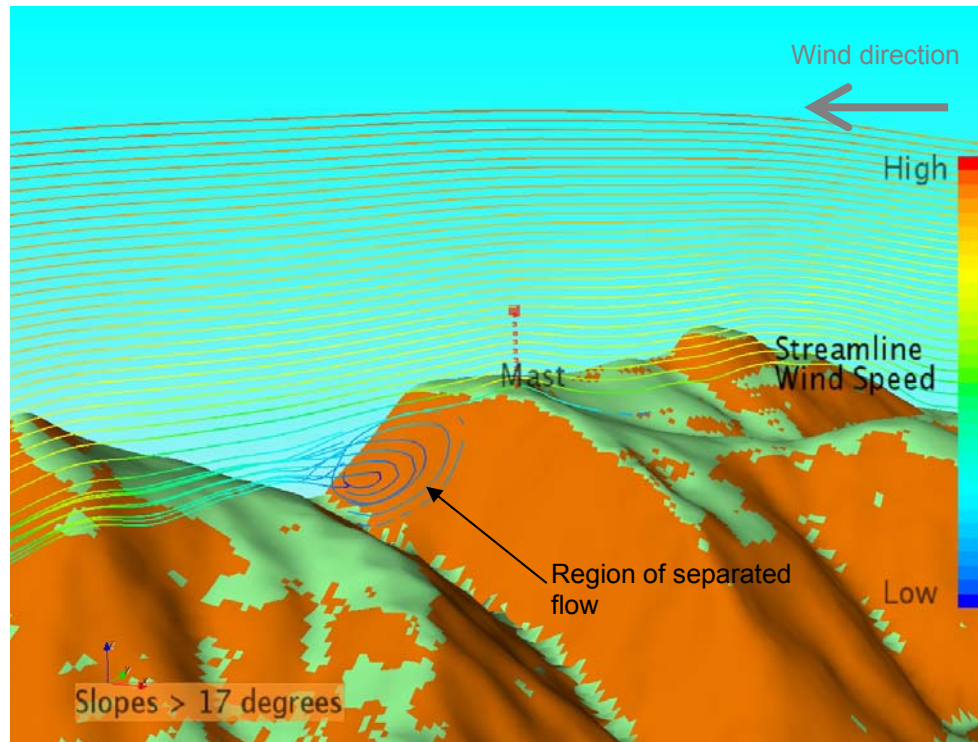 Wind direction
High
Mast
Streamline
Wind Speed
Region of separated
flow
Low
Slopes > 17 degrees